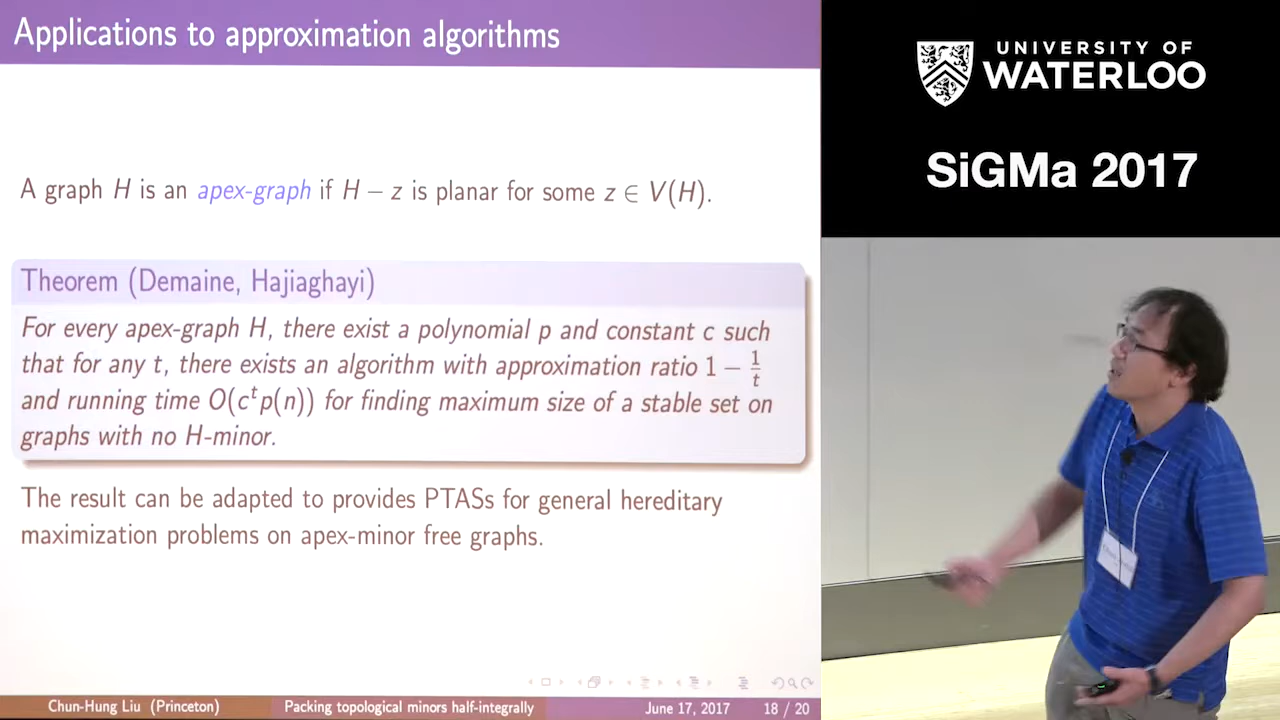 Applications to approximation algorithms
A graph H is an apex-graph if H − z is planar for some z ∈ V(H).
Theorem (Demaine, Hajiaghayi)
For every apex-graph H, there exist a polynomial p and constant c such
that for any t, there exists an algorithm with approximation ratio 1 − 1/t
and running time O(c^t p(n)) for finding maximum size of a stable set on
graphs with no H-minor.
The result can be adapted to provides PTASs for general hereditary
maximization problems on apex-minor free graphs.
Chun-Hung Liu (Princeton)
Packing topological minors half-integrally
June 17, 2017
18 / 20
UNIVERSITY OF
WATERLOO
SiGMa 2017